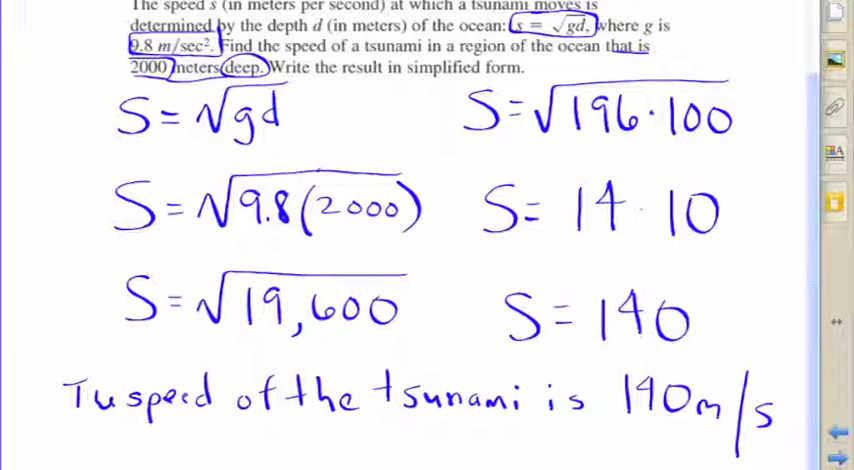 The speed s (in meters per second) at which a tsunami moves is
determined by the depth d (in meters) of the ocean: s = √gd, where g is
9.8 m/sec². Find the speed of a tsunami in a region of the ocean that is
2000 meters deep. Write the result in simplified form.
S = √gd
S = √9.8(2000)
S = √19,600
S = √196·100
S = 14·10
S = 140
Tu speed of the tsunami is 140m/s